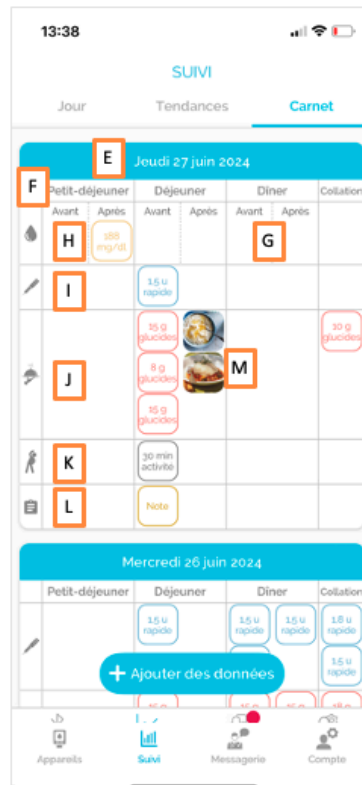 13:38
SUIVI
Jour Tendances Carnet
E Jeudi 27 juin 2024
F Petit-déjeuner Déjeuner Dîner Collation
Avant Après Avant Après Avant Après
H 188 mg/dl G
I 1.5 u rapide
J 15 g glucides 10 g glucides
8 g glucides M
15 g glucides
K 30 min activité
L Note
Mercredi 26 juin 2024
Petit-déjeuner Déjeuner Dîner Collation
1.5 u rapide 1.5 u rapide 1.5 u rapide 1.8 u rapide
1.5 u rapide
+ Ajouter des données
Appareils Suivi Messagerie Compte